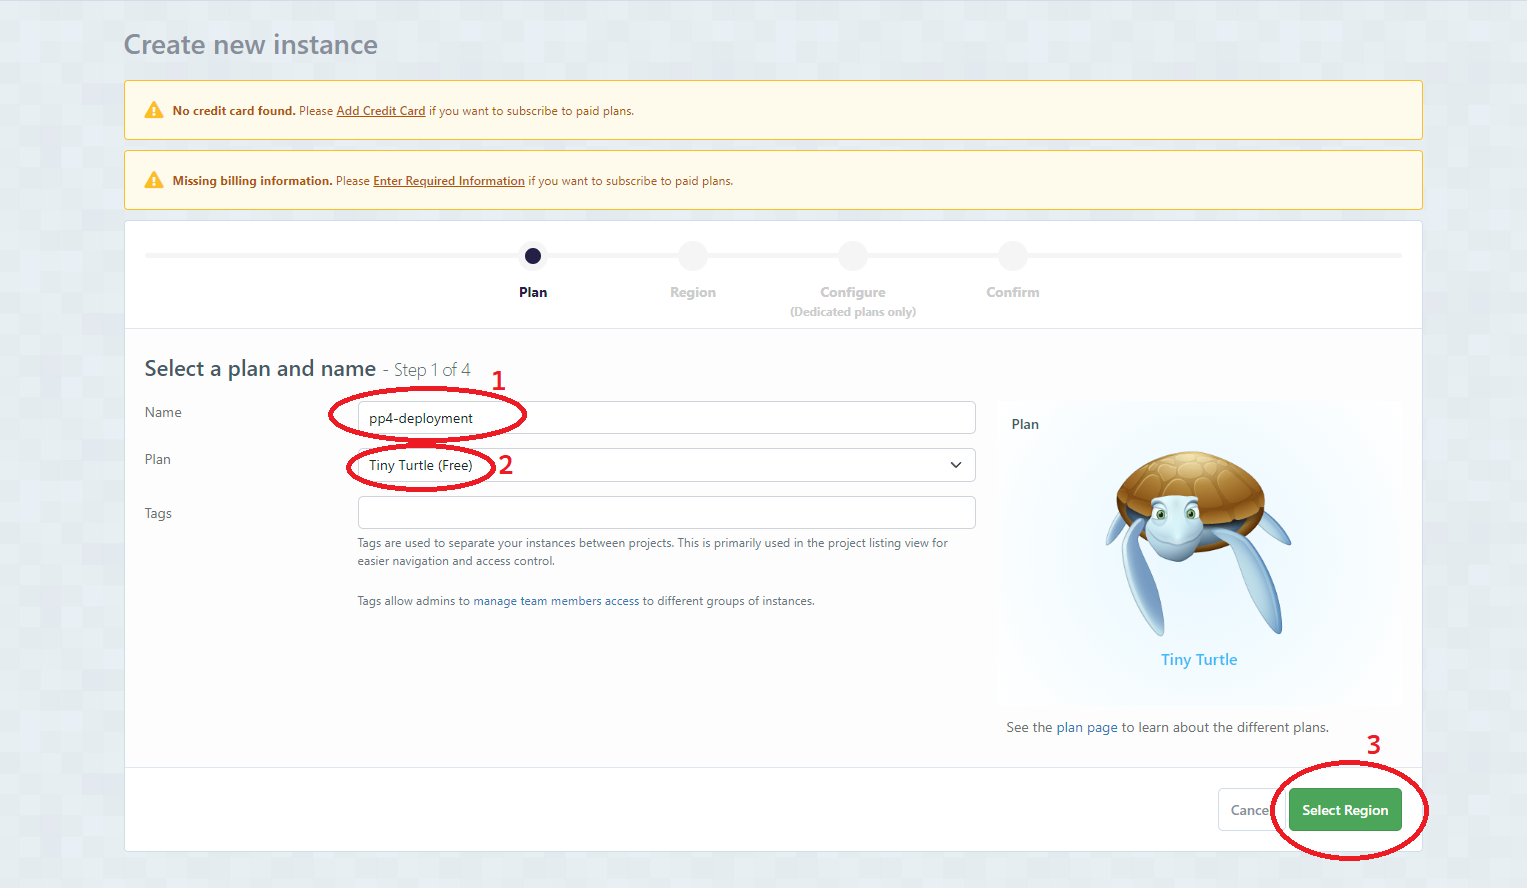 Create new instance
No credit card found. Please Add Credit Card if you want to subscribe to paid plans.
Missing billing information. Please Enter Required Information if you want to subscribe to paid plans.
Plan
Region
Configure
(Dedicated plans only)
Confirm
Select a plan and name - Step 1 of 4
1
Name
pp4-deployment
Plan
Tiny Turtle (Free)
2
Tags
Tags are used to separate your instances between projects. This is primarily used in the project listing view for
easier navigation and access control.
Tags allow admins to manage team members access to different groups of instances.
Plan
Tiny Turtle
See the plan page to learn about the different plans.
3
Cance
Select Region